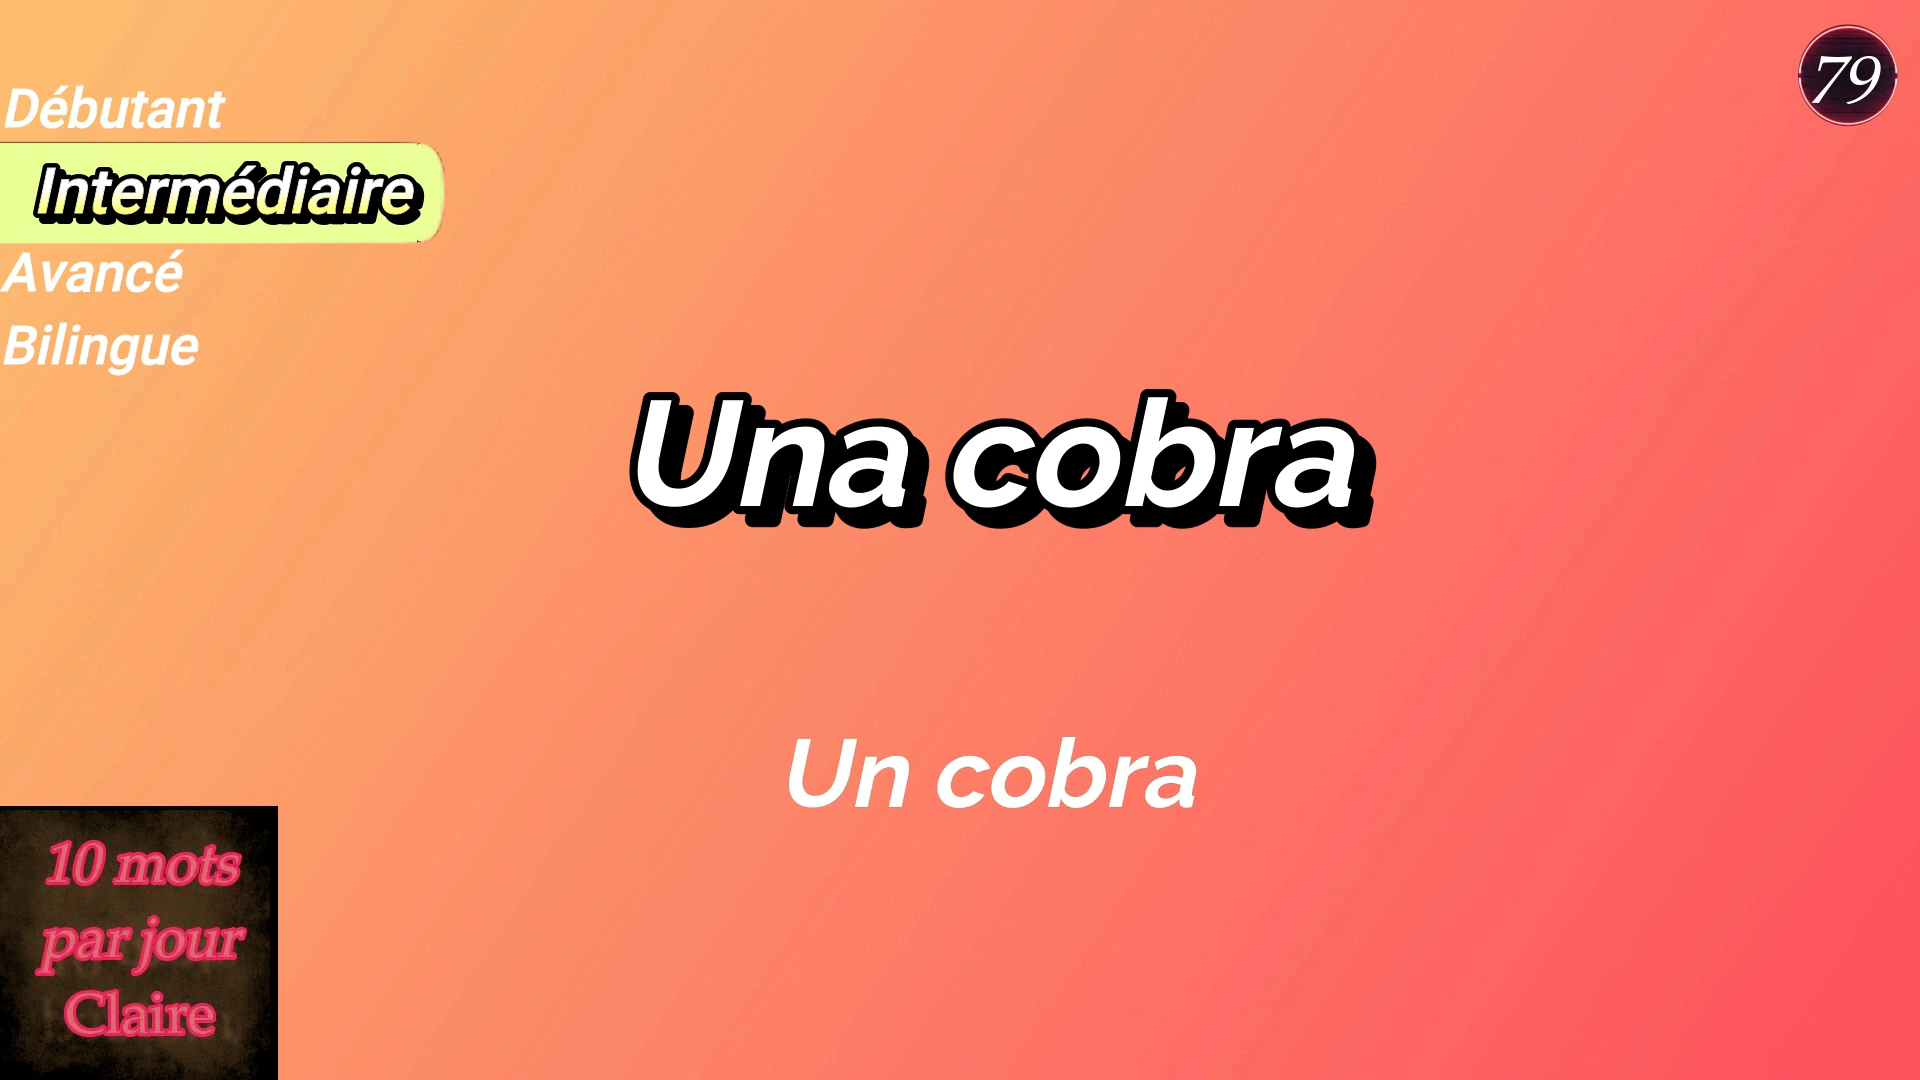 79
Débutant
Intermédiaire
Avancé
Bilingue
Una cobra
Un cobra
10 mots
par jour
Claire